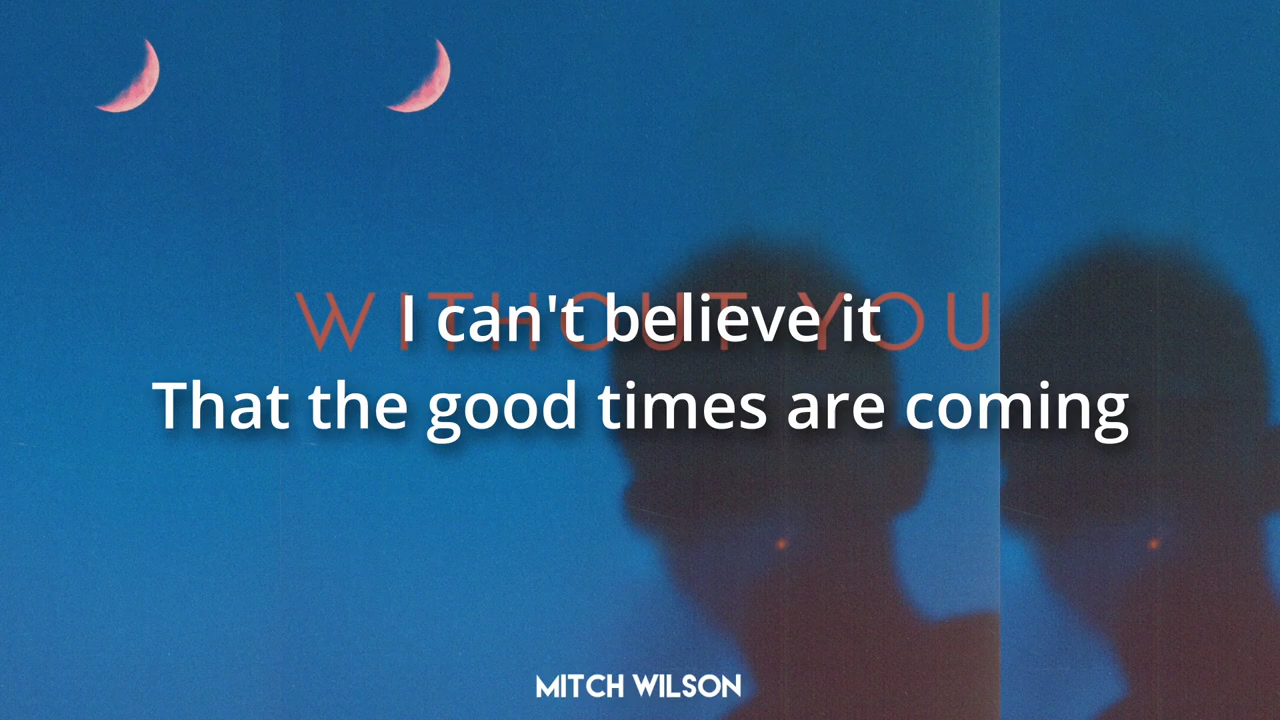 WITHOUT YOU
I can't believe it
That the good times are coming
MITCH WILSON